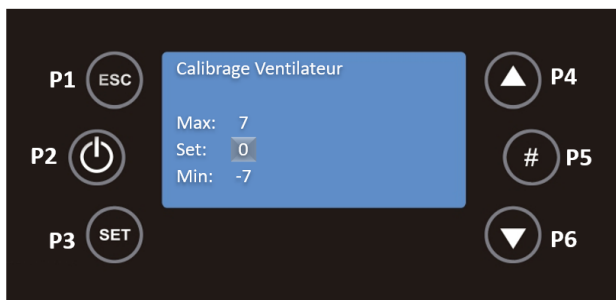 P1 ESC
P2
P3 SET
Calibrage Ventilateur
Max: 7
Set: 0
Min: -7
P4
# P5
P6